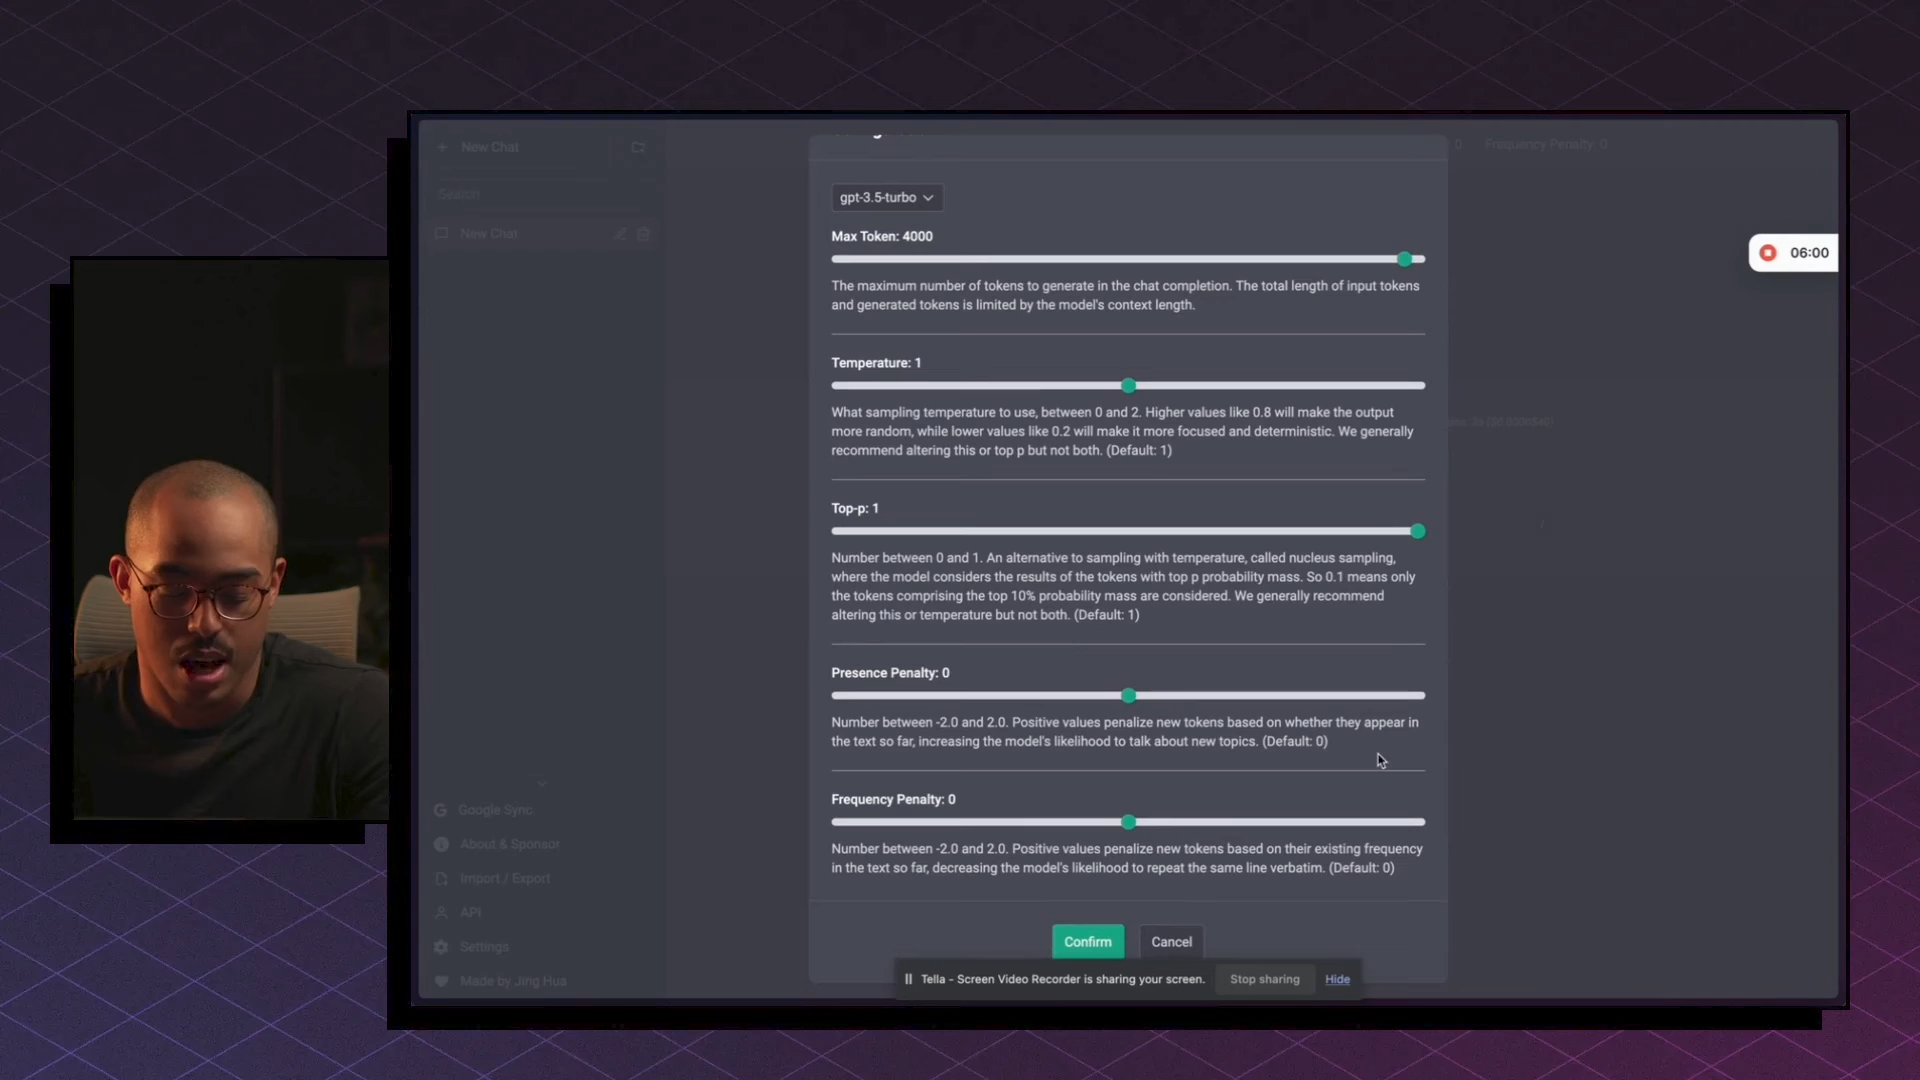 New Chat
Search
New Chat
Google Sync
About & Sponsor
Import / Export
API
Settings
Made by Jing Hua
0 Frequency Penalty: 0
gpt-3.5-turbo
Max Token: 4000
The maximum number of tokens to generate in the chat completion. The total length of input tokens
and generated tokens is limited by the model's context length.
Temperature: 1
What sampling temperature to use, between 0 and 2. Higher values like 0.8 will make the output
more random, while lower values like 0.2 will make it more focused and deterministic. We generally
recommend altering this or top p but not both. (Default: 1)
Top-p: 1
Number between 0 and 1. An alternative to sampling with temperature, called nucleus sampling,
where the model considers the results of the tokens with top p probability mass. So 0.1 means only
the tokens comprising the top 10% probability mass are considered. We generally recommend
altering this or temperature but not both. (Default: 1)
Presence Penalty: 0
Number between -2.0 and 2.0. Positive values penalize new tokens based on whether they appear in
the text so far, increasing the model's likelihood to talk about new topics. (Default: 0)
Frequency Penalty: 0
Number between -2.0 and 2.0. Positive values penalize new tokens based on their existing frequency
in the text so far, decreasing the model's likelihood to repeat the same line verbatim. (Default: 0)
Confirm Cancel
Tella - Screen Video Recorder is sharing your screen. Stop sharing Hide
06:00